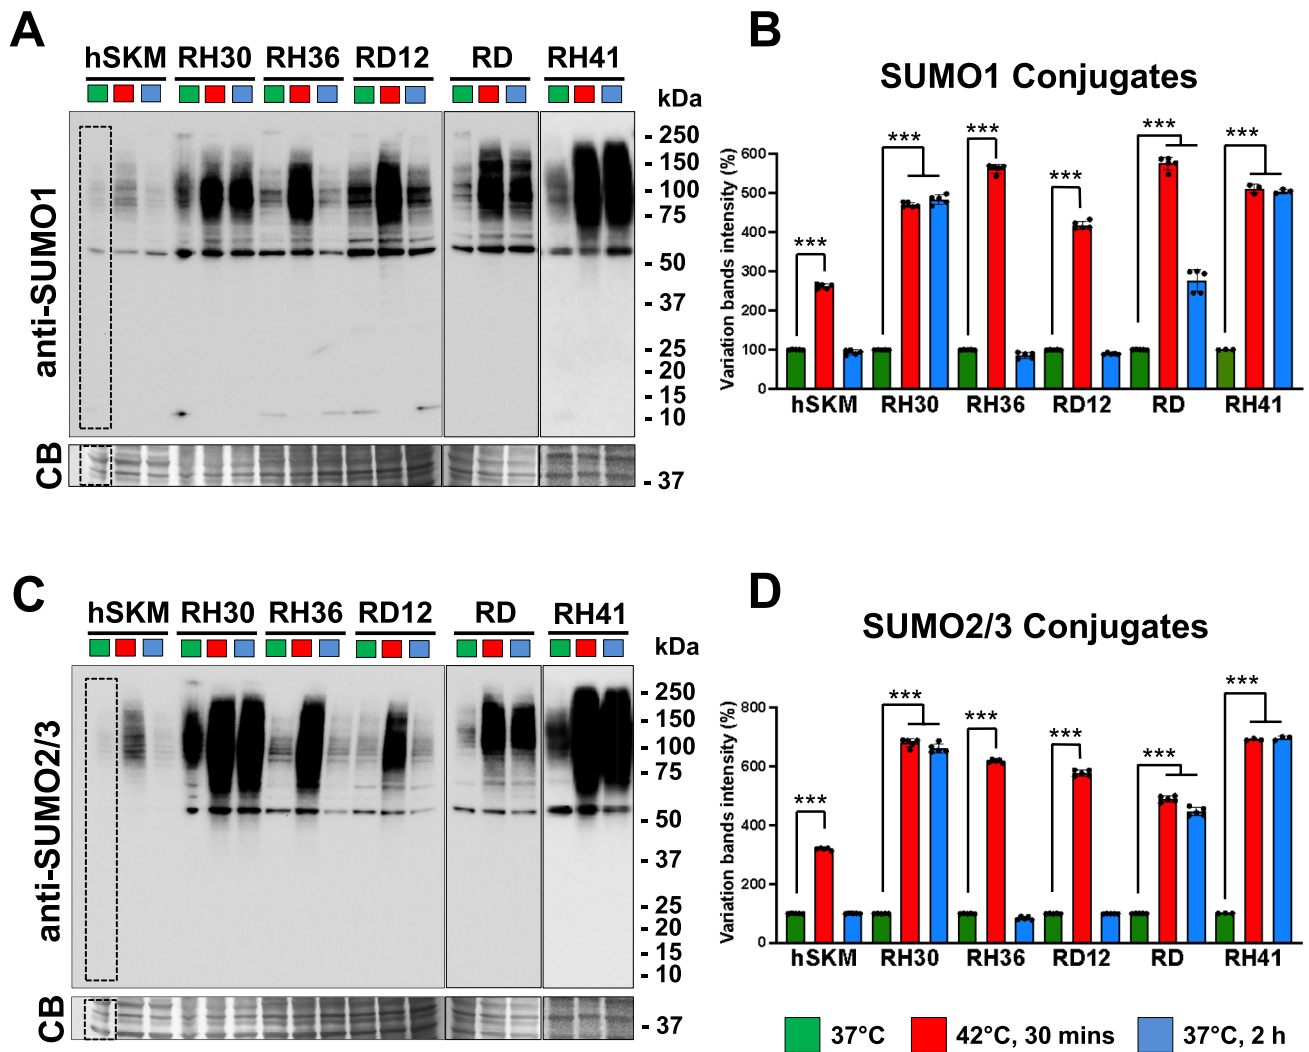 A
hSKM RH30 RH36 RD12 RD RH41
kDa
- 250
- 150
- 100
- 75
- 50
- 37
- 25
- 20
- 15
- 10
anti-SUMO1
CB
- 37
B
SUMO1 Conjugates
Variation bands intensity (%)
600
500
400
300
200
100
0
*** *** *** *** *** ***
hSKM RH30 RH36 RD12 RD RH41
C
hSKM RH30 RH36 RD12 RD RH41
kDa
- 250
- 150
- 100
- 75
- 50
- 37
- 25
- 20
- 15
- 10
anti-SUMO2/3
CB
- 37
D
SUMO2/3 Conjugates
Variation bands intensity (%)
800
600
400
200
0
*** *** *** *** *** ***
hSKM RH30 RH36 RD12 RD RH41
37°C 42°C, 30 mins 37°C, 2 h